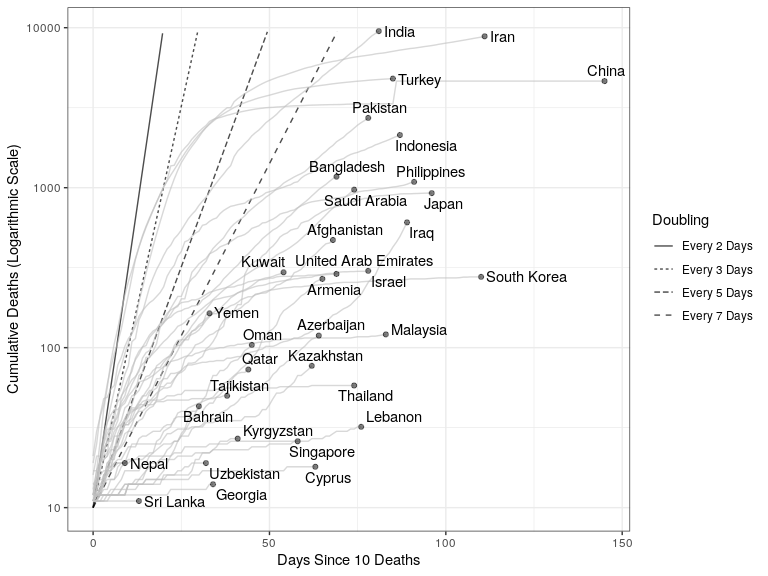 10000
1000
100
10
Cumulative Deaths (Logarithmic Scale)
India
Iran
China
Turkey
Pakistan
Indonesia
Bangladesh
Philippines
Saudi Arabia
Japan
Afghanistan
Iraq
Kuwait
United Arab Emirates
Israel
South Korea
Armenia
Yemen
Azerbaijan
Malaysia
Oman
Qatar
Kazakhstan
Tajikistan
Thailand
Bahrain
Lebanon
Kyrgyzstan
Singapore
Nepal
Uzbekistan
Cyprus
Georgia
Sri Lanka
0
50
100
150
Days Since 10 Deaths
Doubling
Every 2 Days
Every 3 Days
Every 5 Days
Every 7 Days